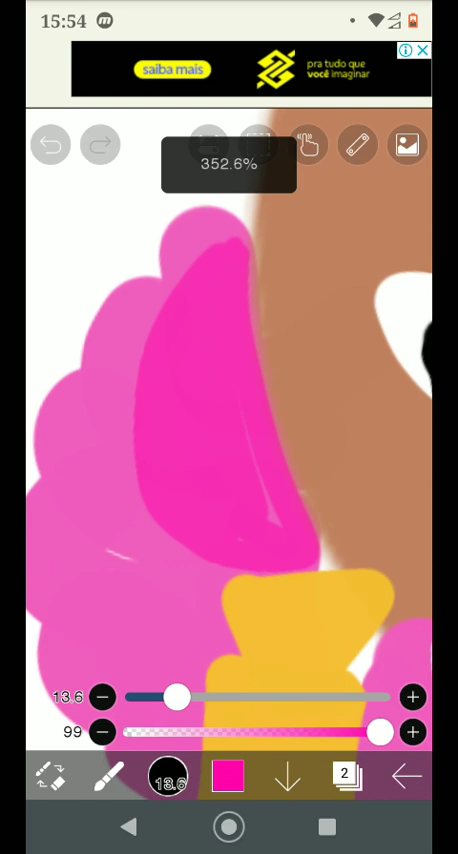 15:54
saiba mais
pra tudo que
você imaginar
352.6%
13.6
99
13.6
2